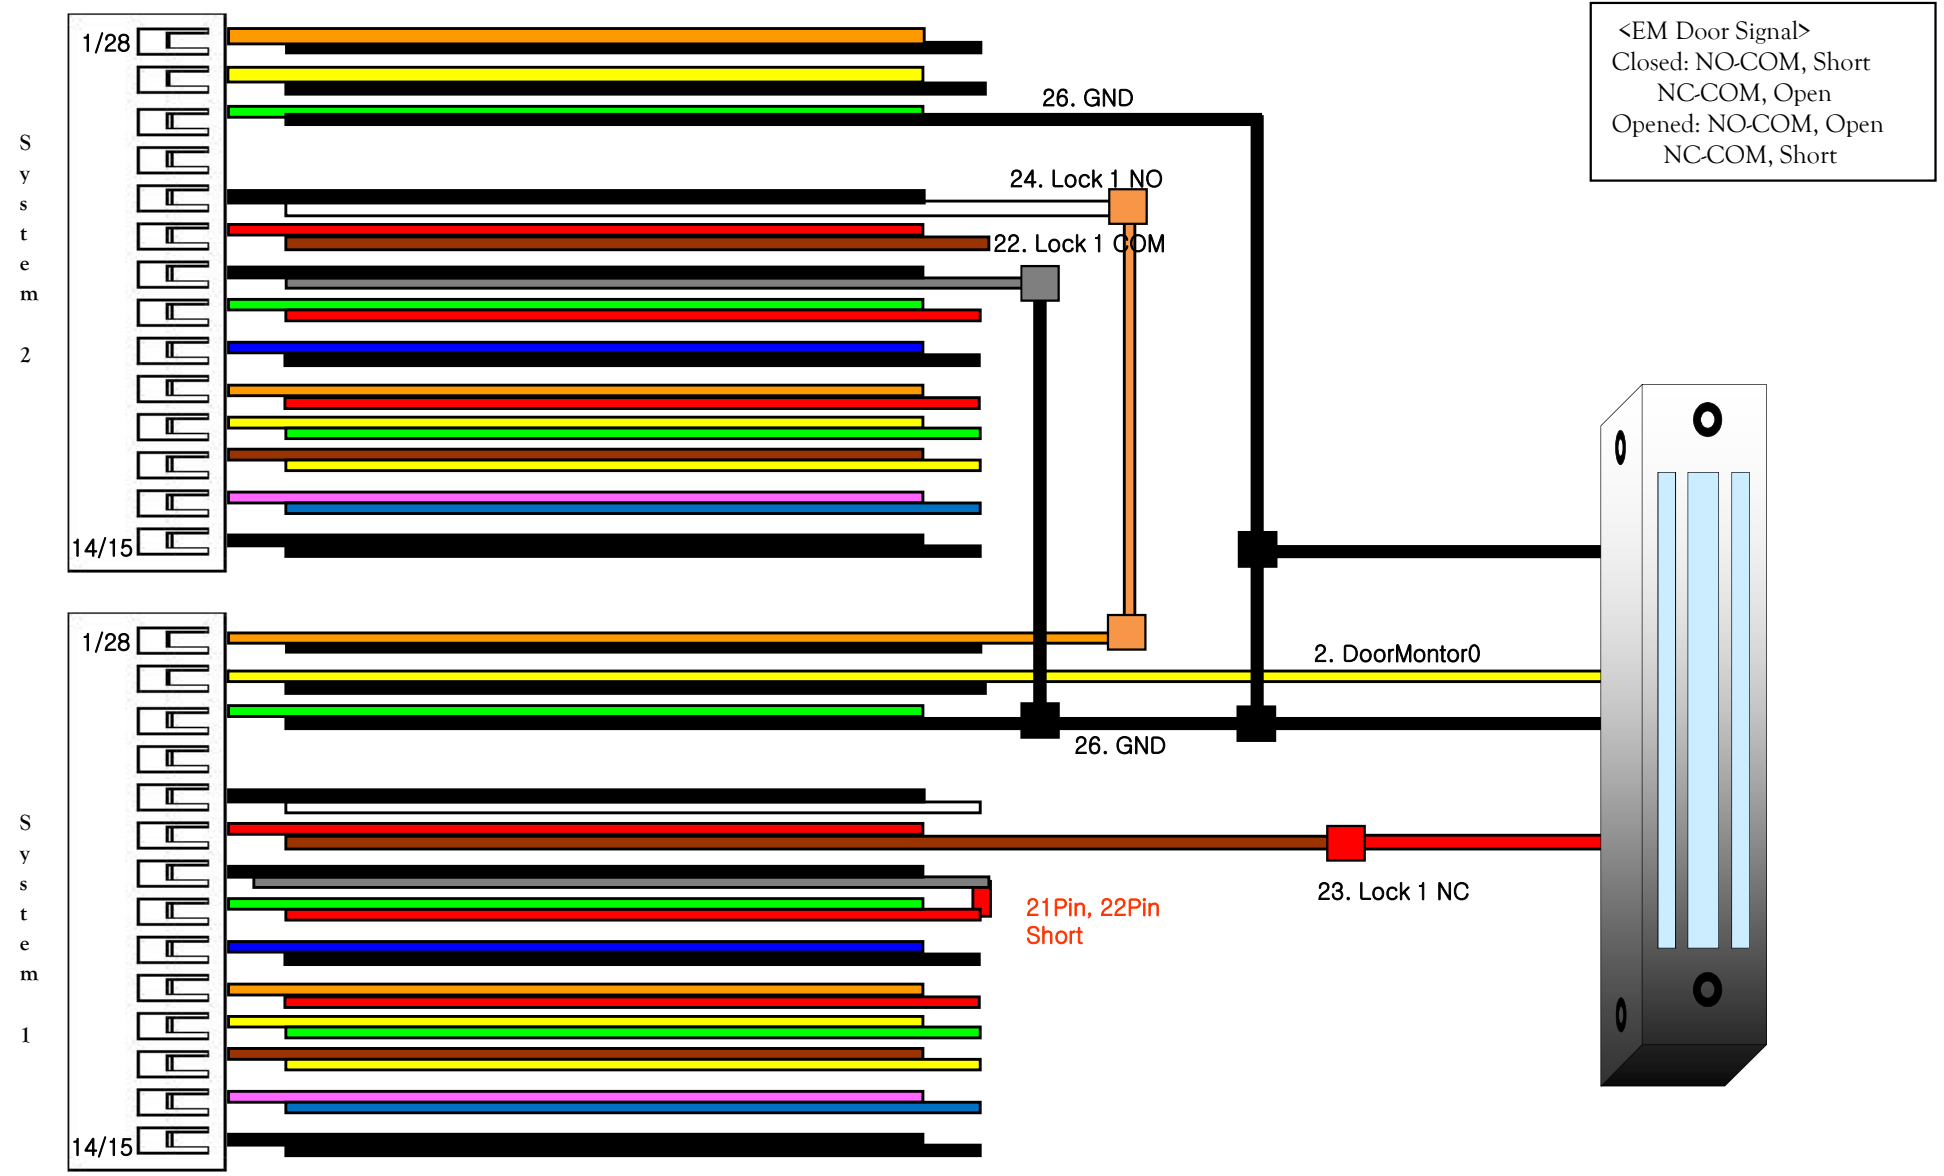 <EM Door Signal>
Closed: NO-COM, Short
NC-COM, Open
Opened: NO-COM, Open
NC-COM, Short
System 2
1/28
26. GND
24. Lock 1 NO
22. Lock 1 COM
14/15
System 1
1/28
2. DoorMontor0
26. GND
23. Lock 1 NC
21Pin, 22Pin
Short
14/15